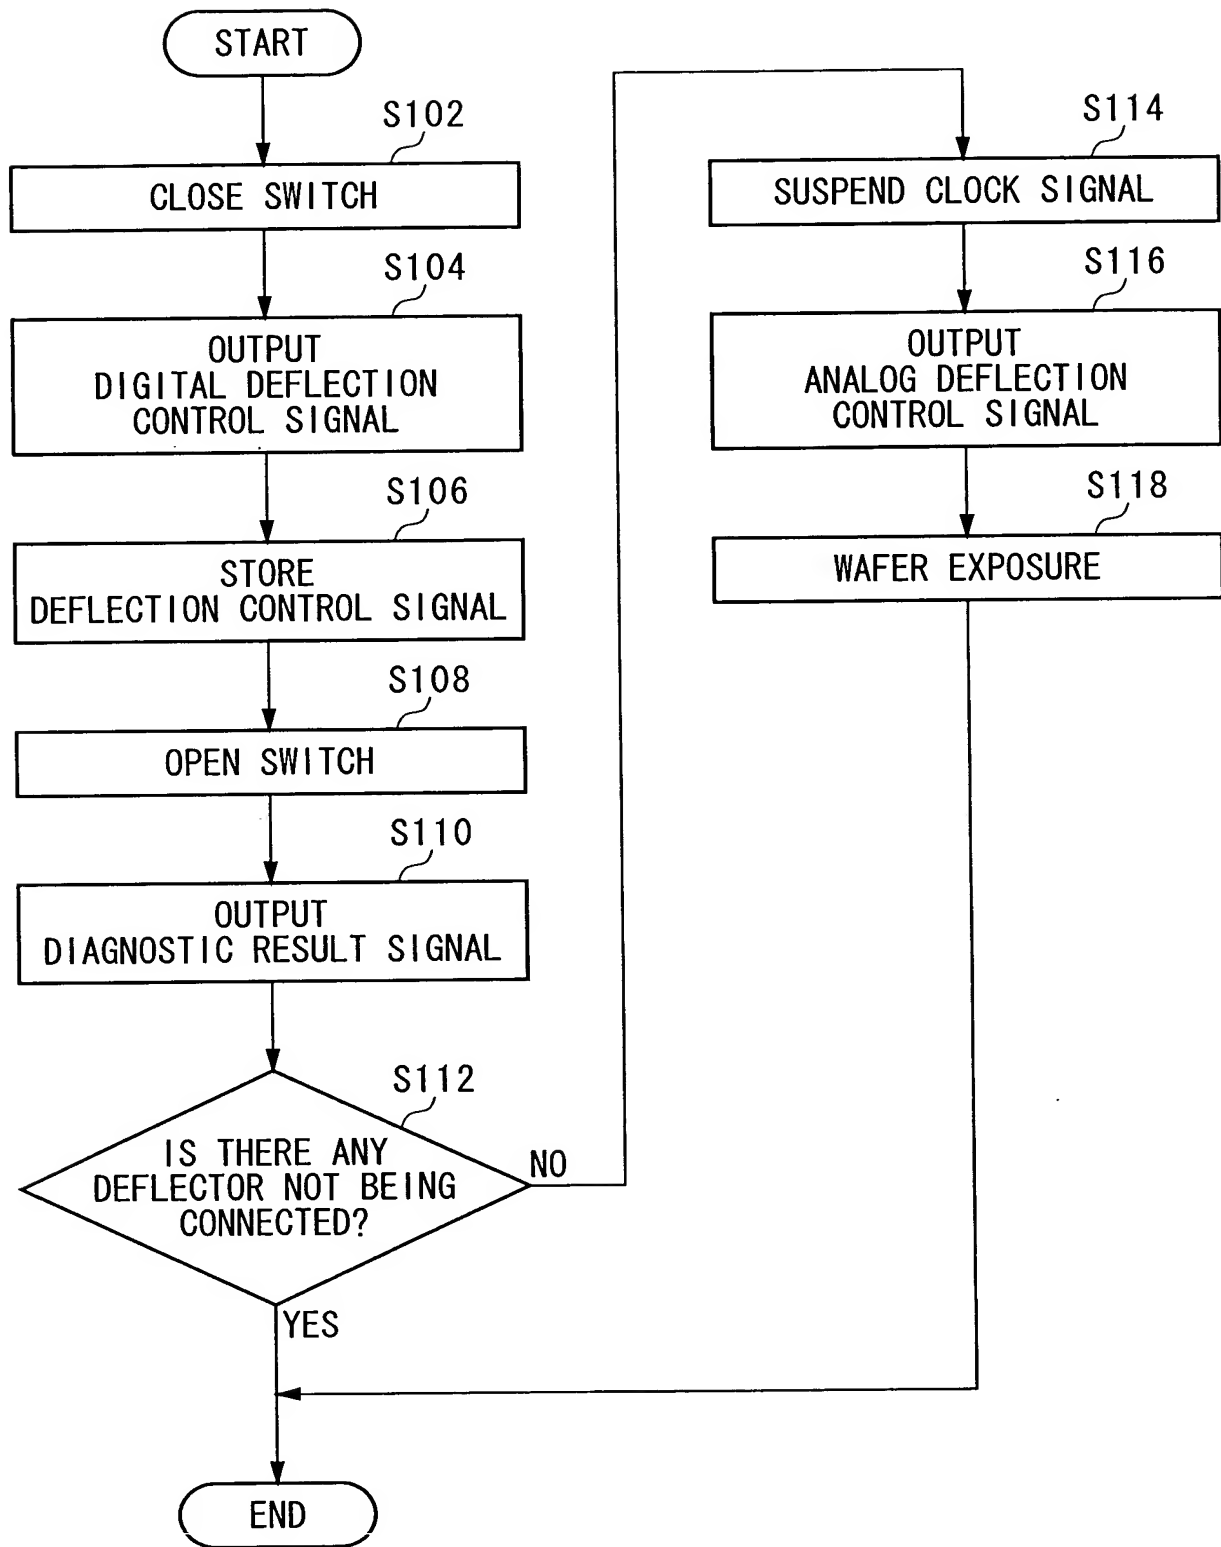 START
S102
CLOSE SWITCH
S104
OUTPUT
DIGITAL DEFLECTION
CONTROL SIGNAL
S106
STORE
DEFLECTION CONTROL SIGNAL
S108
OPEN SWITCH
S110
OUTPUT
DIAGNOSTIC RESULT SIGNAL
S112
IS THERE ANY
DEFLECTOR NOT BEING
CONNECTED?
NO
YES
END
S114
SUSPEND CLOCK SIGNAL
S116
OUTPUT
ANALOG DEFLECTION
CONTROL SIGNAL
S118
WAFER EXPOSURE